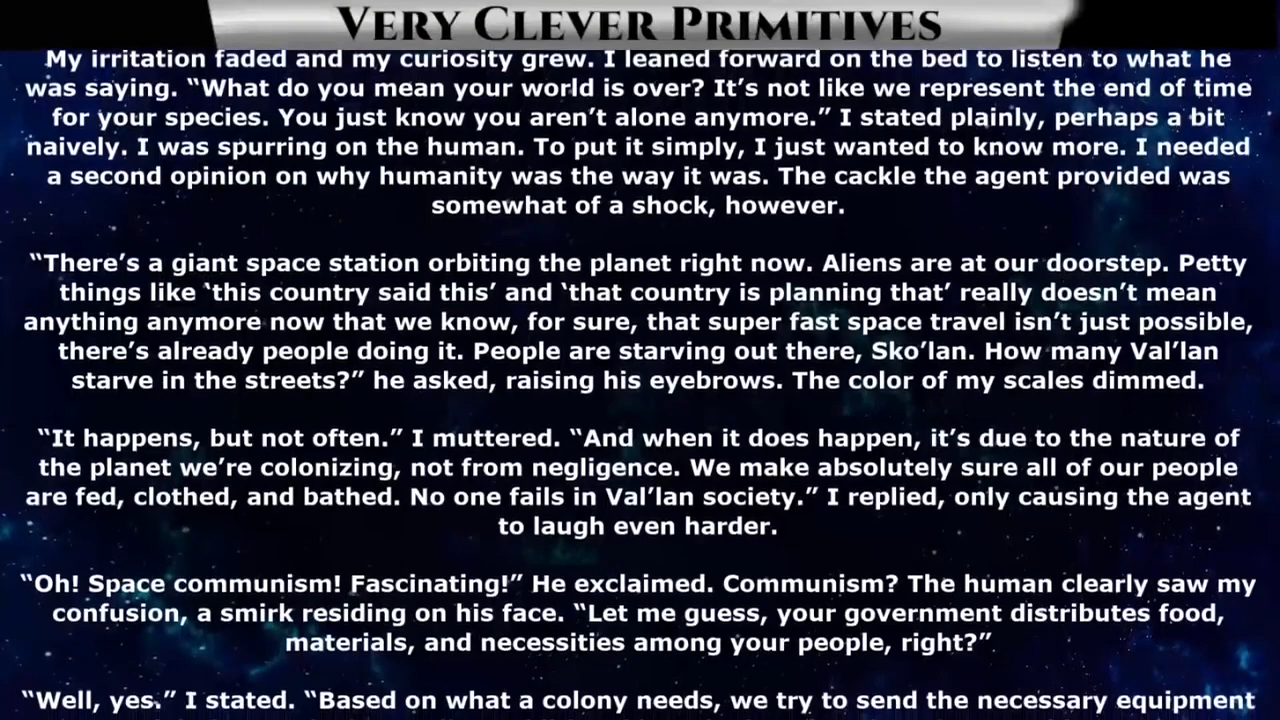 VERY CLEVER PRIMITIVES
My irritation faded and my curiosity grew. I leaned forward on the bed to listen to what he
was saying. “What do you mean your world is over? It’s not like we represent the end of time
for your species. You just know you aren’t alone anymore.” I stated plainly, perhaps a bit
naively. I was spurring on the human. To put it simply, I just wanted to know more. I needed
a second opinion on why humanity was the way it was. The cackle the agent provided was
somewhat of a shock, however.
“There’s a giant space station orbiting the planet right now. Aliens are at our doorstep. Petty
things like ‘this country said this’ and ‘that country is planning that’ really doesn’t mean
anything anymore now that we know, for sure, that super fast space travel isn’t just possible,
there’s already people doing it. People are starving out there, Sko’lan. How many Val’lan
starve in the streets?” he asked, raising his eyebrows. The color of my scales dimmed.
“It happens, but not often.” I muttered. “And when it does happen, it’s due to the nature of
the planet we’re colonizing, not from negligence. We make absolutely sure all of our people
are fed, clothed, and bathed. No one fails in Val’lan society.” I replied, only causing the agent
to laugh even harder.
“Oh! Space communism! Fascinating!” He exclaimed. Communism? The human clearly saw my
confusion, a smirk residing on his face. “Let me guess, your government distributes food,
materials, and necessities among your people, right?”
“Well, yes.” I stated. “Based on what a colony needs, we try to send the necessary equipment